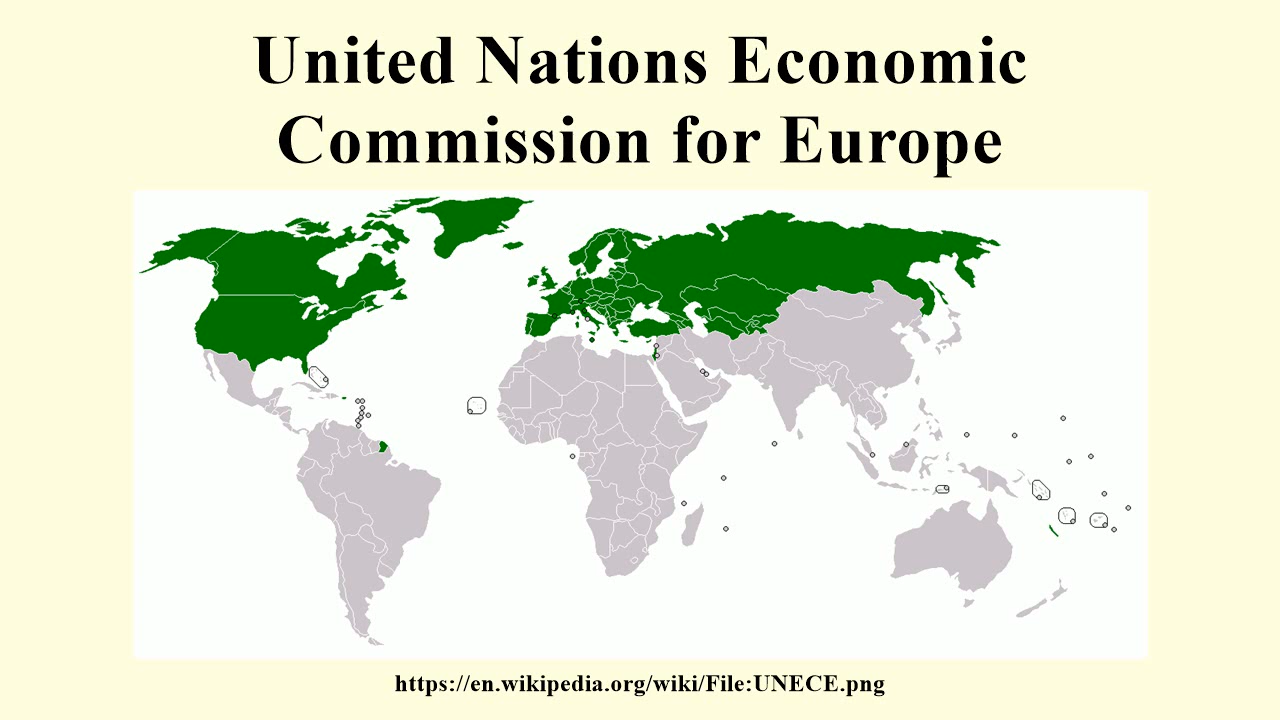 United Nations Economic
Commission for Europe
https://en.wikipedia.org/wiki/File:UNECE.png